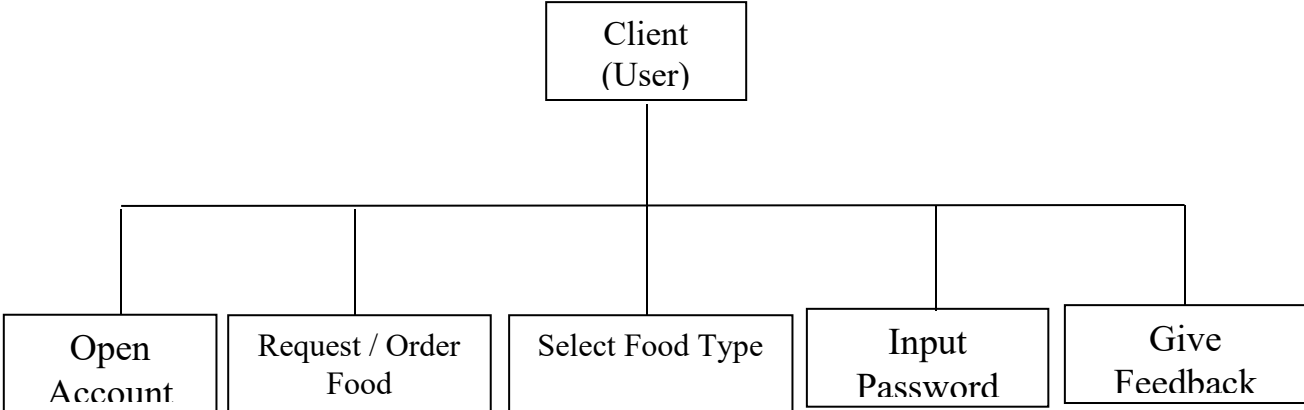 Client
(User)
Open
Account
Request / Order
Food
Select Food Type
Input
Password
Give
Feedback